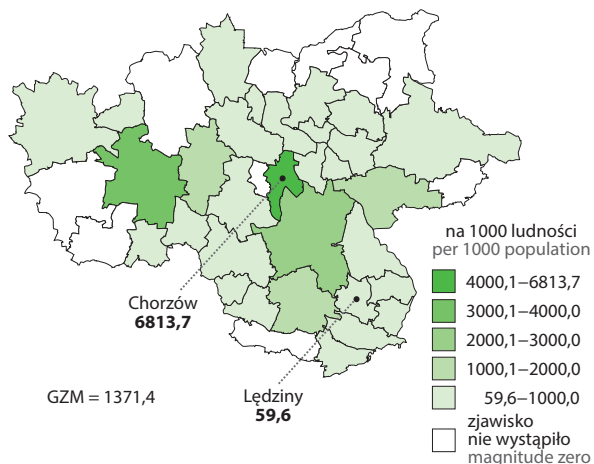 na 1000 ludności
per 1000 population
4000,1–6813,7
3000,1–4000,0
2000,1–3000,0
1000,1–2000,0
59,6–1000,0
zjawisko
nie wystąpiło
magnitude zero
Chorzów
6813,7
GZM = 1371,4
Lędziny
59,6